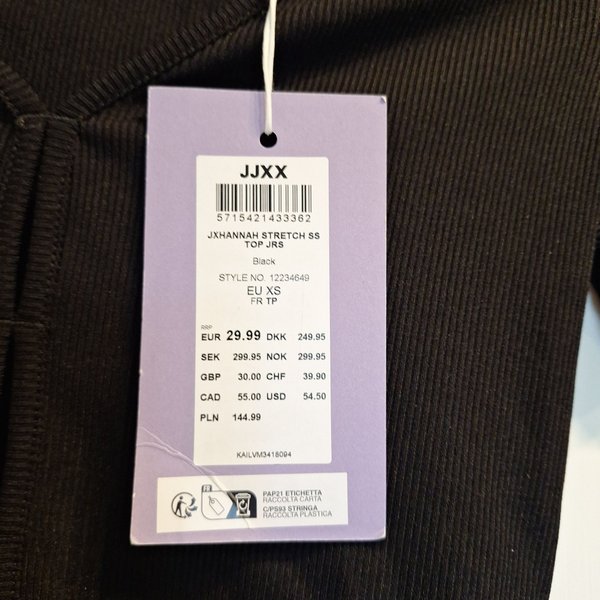 JJXX
5715421433362
JXHANNAH STRETCH SS
TOP JRS
Black
STYLE NO. 12234649
EU XS
FR TP
RRP
EUR 29.99 DKK 249.95
SEK 299.95 NOK 299.95
GBP 30.00 CHF 39.90
CAD 55.00 USD 54.50
PLN 144.99
KAILVM3418094
FR
PAP21 ETICHETTA
RACCOLTA CARTA
C/PS93 STRINGA
RACCOLTA PLASTICA